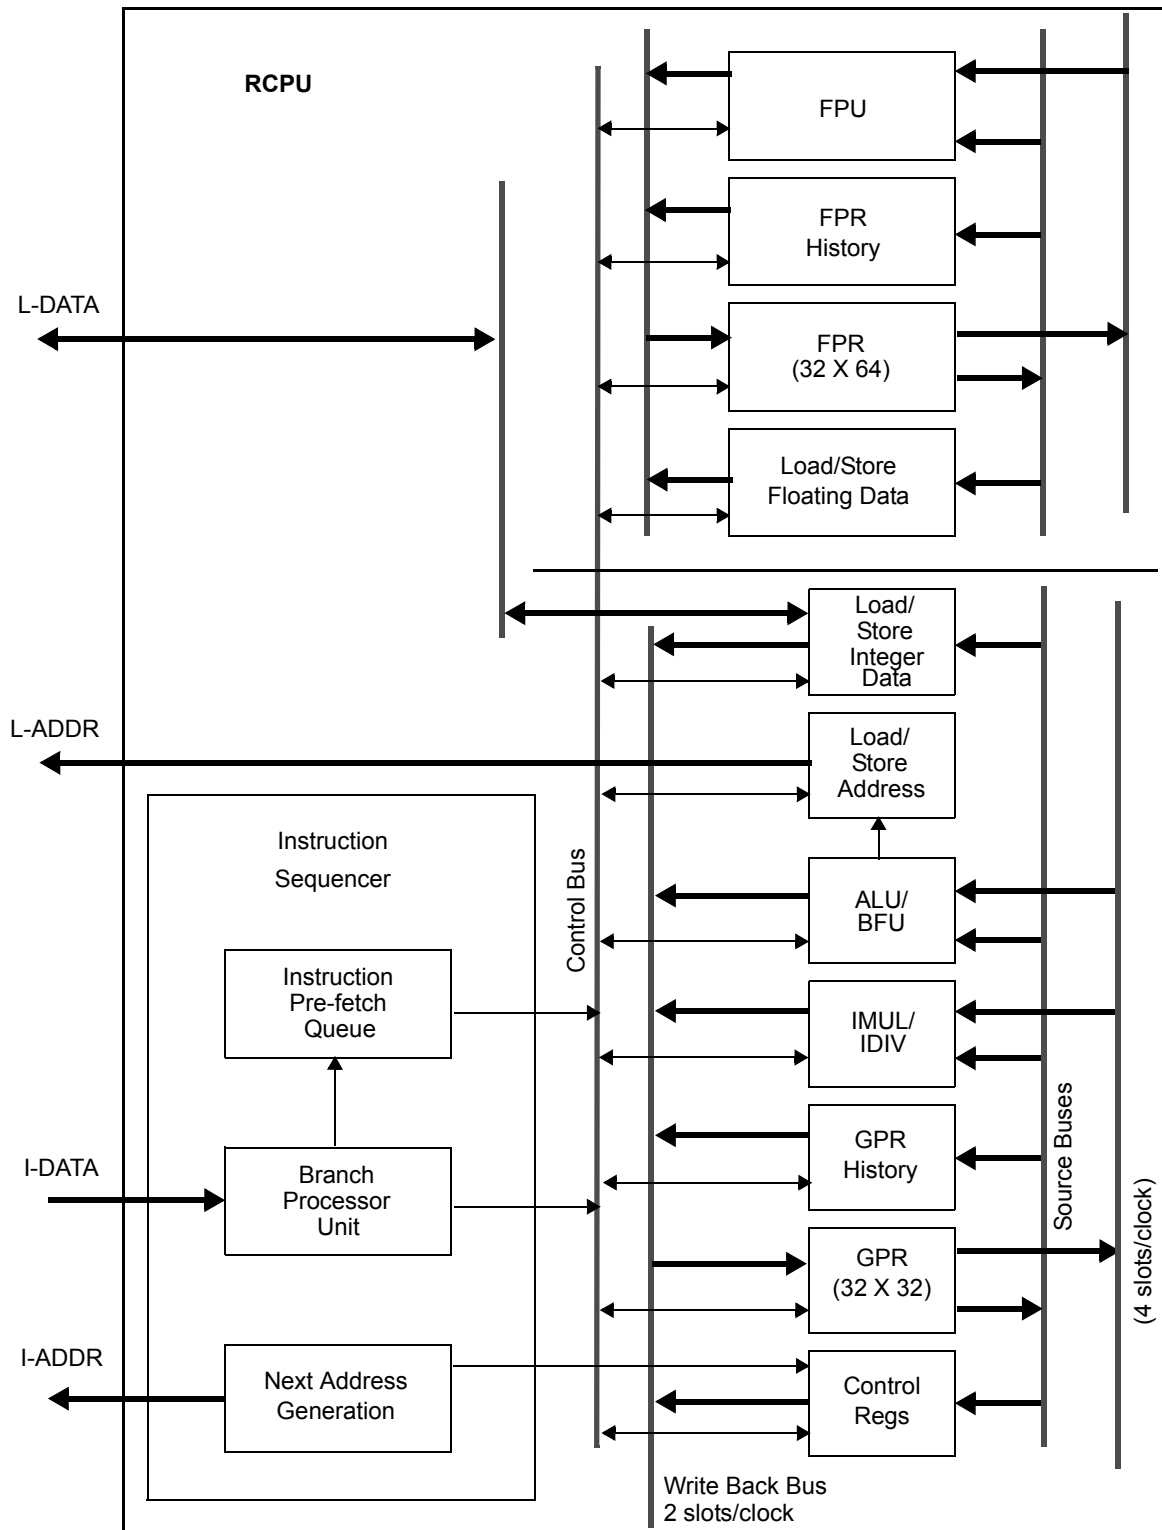 RCPU
FPU
FPR
History
L-DATA
FPR
(32 X 64)
Load/Store
Floating Data
Load/
Store
Integer
Data
L-ADDR
Load/
Store
Address
Instruction
Sequencer
Control Bus
ALU/
BFU
Instruction
Pre-fetch
Queue
IMUL/
IDIV
Source Buses
(4 slots/clock)
GPR
History
I-DATA
Branch
Processor
Unit
GPR
(32 X 32)
I-ADDR
Next Address
Generation
Control
Regs
Write Back Bus
2 slots/clock